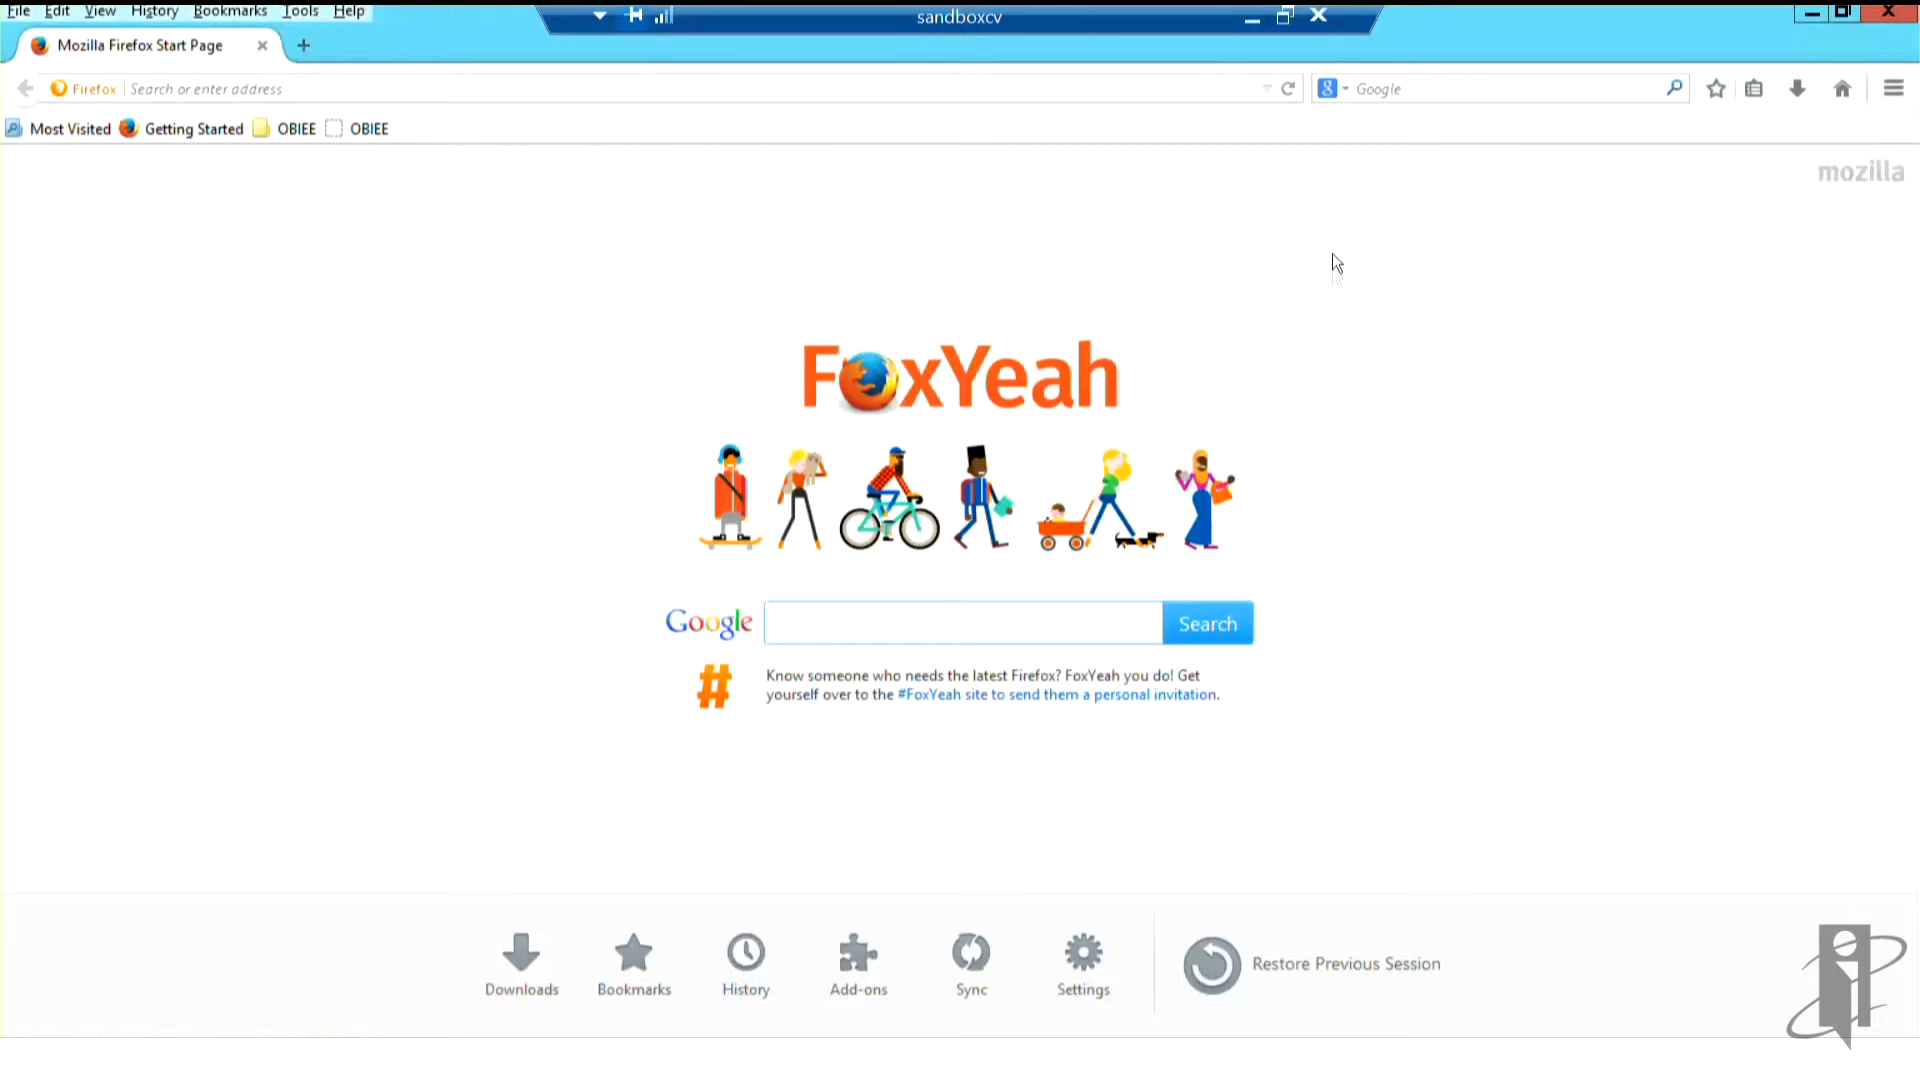 File Edit View History Bookmarks Tools Help
sandboxcv
Mozilla Firefox Start Page
Firefox Search or enter address
Google
Most Visited Getting Started OBIEE OBIEE
mozilla
FoxYeah
Google Search
# Know someone who needs the latest Firefox? FoxYeah you do! Get
yourself over to the #FoxYeah site to send them a personal invitation.
Downloads Bookmarks History Add-ons Sync Settings Restore Previous Session